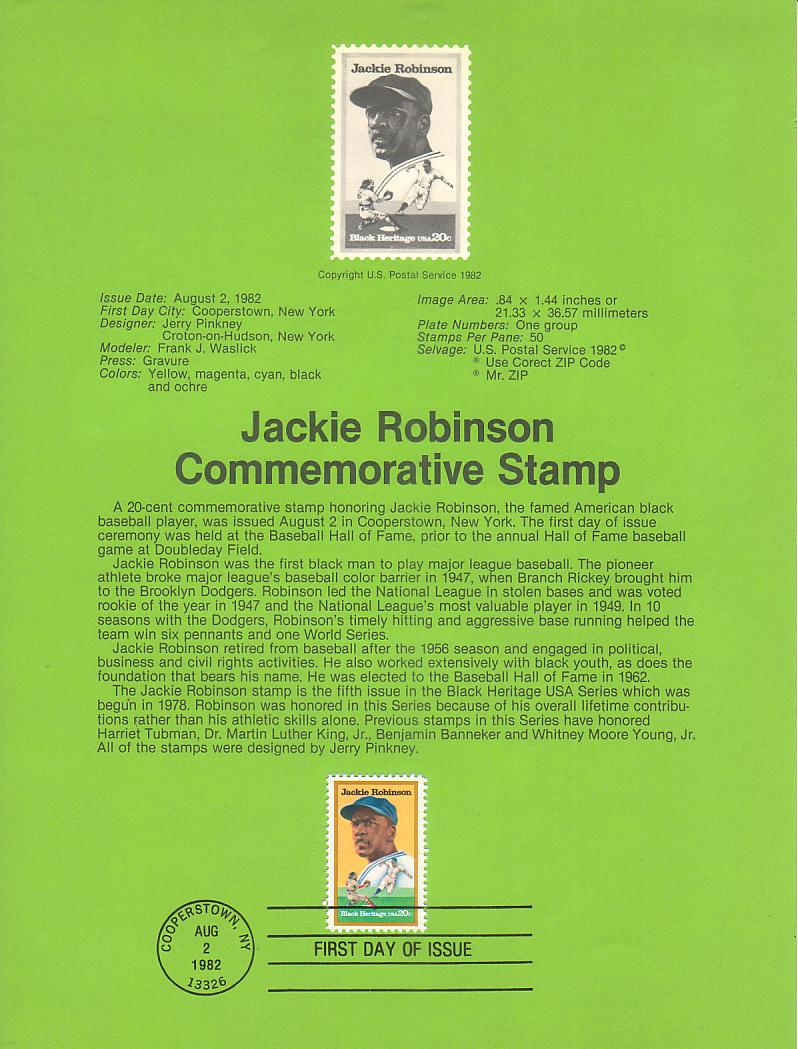 Jackie Robinson
Black Heritage USA 20c
Copyright U.S. Postal Service 1982
Issue Date: August 2, 1982
First Day City: Cooperstown, New York
Designer: Jerry Pinkney
Croton-on-Hudson, New York
Modeler: Frank J. Waslick
Press: Gravure
Colors: Yellow, magenta, cyan, black
and ochre
Image Area: .84 × 1.44 inches or
21.33 × 36.57 millimeters
Plate Numbers: One group
Stamps Per Pane: 50
Selvage: U.S. Postal Service 1982©
® Use Corect ZIP Code
® Mr. ZIP
Jackie Robinson
Commemorative Stamp
A 20-cent commemorative stamp honoring Jackie Robinson, the famed American black
baseball player, was issued August 2 in Cooperstown, New York. The first day of issue
ceremony was held at the Baseball Hall of Fame, prior to the annual Hall of Fame baseball
game at Doubleday Field.
Jackie Robinson was the first black man to play major league baseball. The pioneer
athlete broke major league's baseball color barrier in 1947, when Branch Rickey brought him
to the Brooklyn Dodgers. Robinson led the National League in stolen bases and was voted
rookie of the year in 1947 and the National League's most valuable player in 1949. In 10
seasons with the Dodgers, Robinson's timely hitting and aggressive base running helped the
team win six pennants and one World Series.
Jackie Robinson retired from baseball after the 1956 season and engaged in political,
business and civil rights activities. He also worked extensively with black youth, as does the
foundation that bears his name. He was elected to the Baseball Hall of Fame in 1962.
The Jackie Robinson stamp is the fifth issue in the Black Heritage USA Series which was
begun in 1978. Robinson was honored in this Series because of his overall lifetime contribu-
tions rather than his athletic skills alone. Previous stamps in this Series have honored
Harriet Tubman, Dr. Martin Luther King, Jr., Benjamin Banneker and Whitney Moore Young, Jr.
All of the stamps were designed by Jerry Pinkney.
Jackie Robinson
Black Heritage USA 20c
COOPERSTOWN, NY
AUG
2
1982
13326
FIRST DAY OF ISSUE